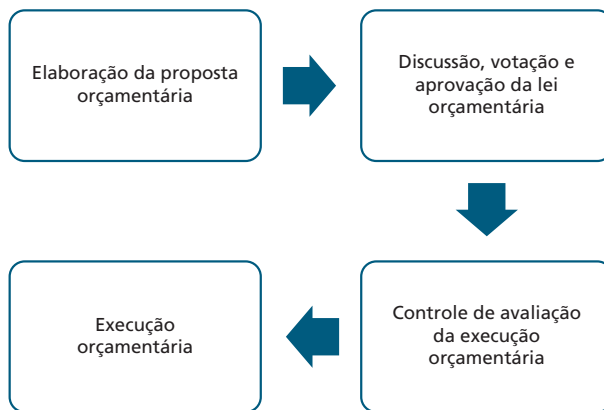 Elaboração da proposta
orçamentária
Discussão, votação e
aprovação da lei
orçamentária
Execução
orçamentária
Controle de avaliação
da execução
orçamentária